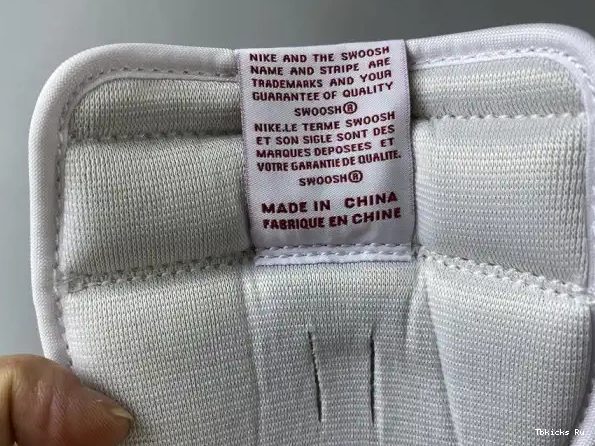 NIKE AND THE SWOOSH
NAME AND STRIPE ARE
TRADEMARKS AND YOUR
GUARANTEE OF QUALITY
SWOOSH®
NIKE.LE TERME SWOOSH
ET SON SIGLE SONT DES
MARQUES DEPOSEES ET
VOTRE GARANTIE DE QUALITE.
SWOOSH®
MADE IN CHINA
FABRIQUE EN CHINE
Tbkicks Ru